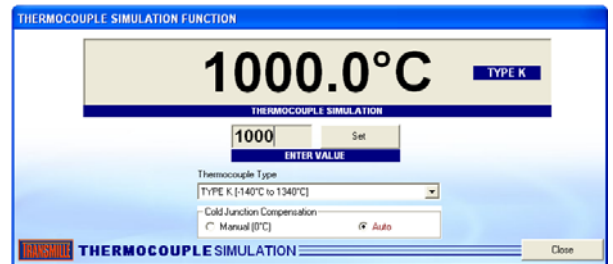 THERMOCOUPLE SIMULATION FUNCTION
1000.0°C
TYPE K
THERMOCOUPLE SIMULATION
1000 Set
ENTER VALUE
Thermocouple Type
TYPE K [-140°C to 1340°C]
Cold Junction Compensation
Manual (0°C) Auto
TRANSMILLE THERMOCOUPLE SIMULATION Close